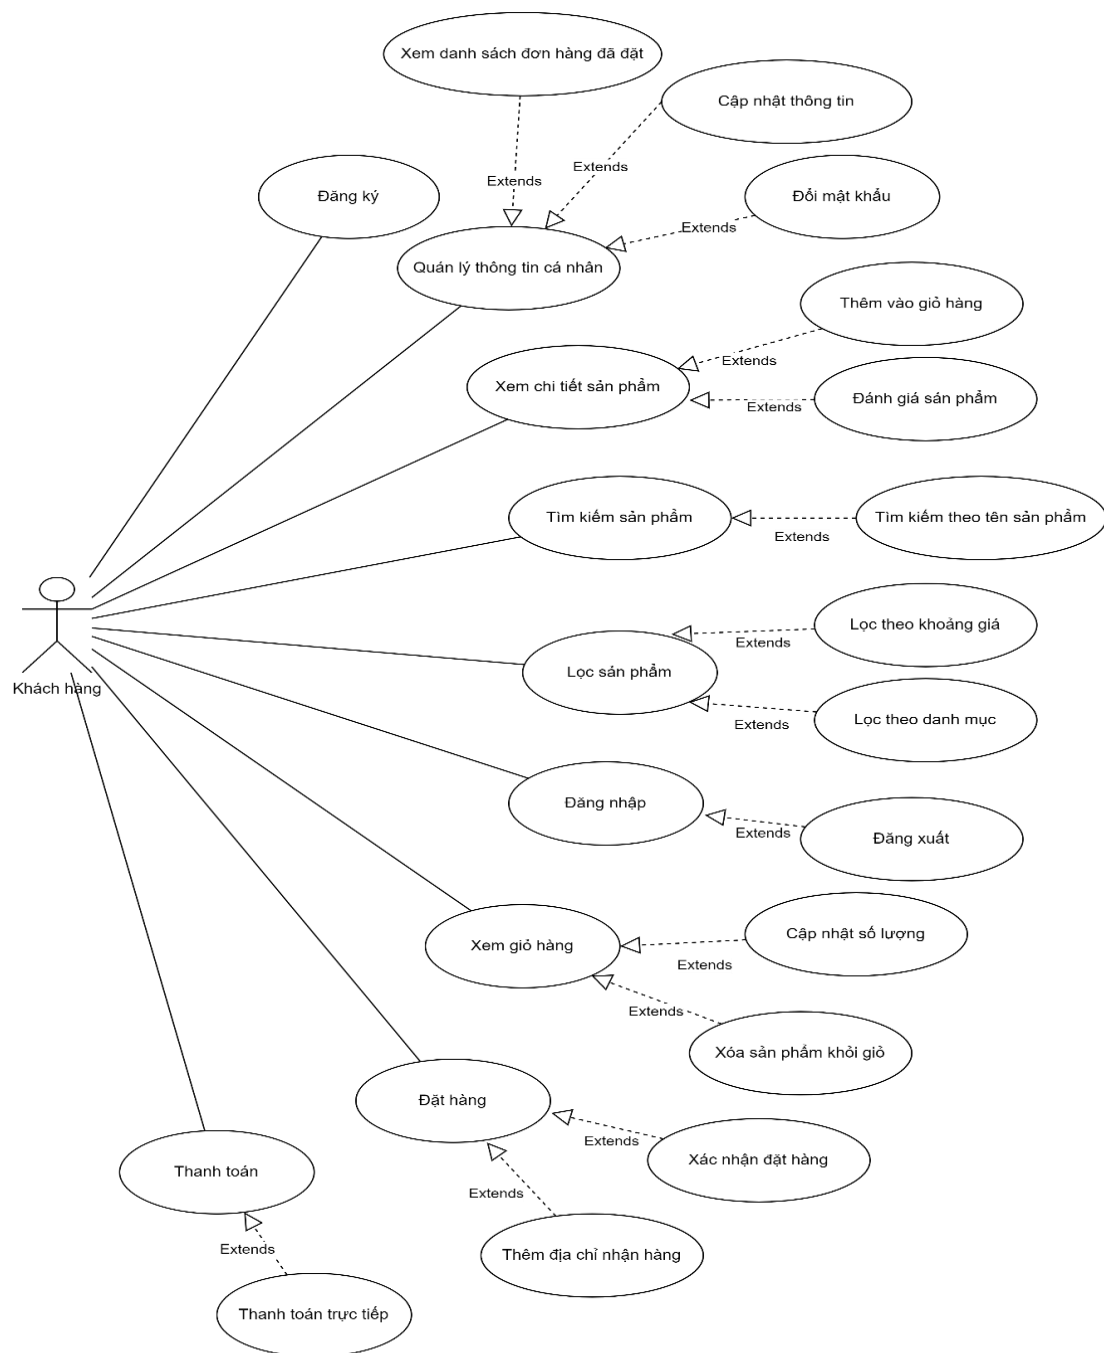 Xem danh sách đơn hàng đã đặt
Cập nhật thông tin
Extends
Extends
Đăng ký
Đổi mật khẩu
Extends
Quán lý thông tin cá nhân
Thêm vào giỏ hàng
Extends
Xem chi tiết sản phẩm
Đánh giá sản phẩm
Extends
Tìm kiếm sản phẩm
Tìm kiếm theo tên sản phẩm
Extends
Lọc theo khoảng giá
Extends
Lọc sán phẩm
Khách hàng
Lọc theo danh mục
Extends
Đăng nhập
Extends
Đăng xuất
Xem giỏ hàng
Cập nhật số lượng
Extends
Extends
Xóa sản phẩm khỏi giỏ
Đặt hàng
Extends
Xác nhận đặt hàng
Thanh toán
Extends
Extends
Thêm địa chỉ nhận hàng
Thanh toán trực tiếp